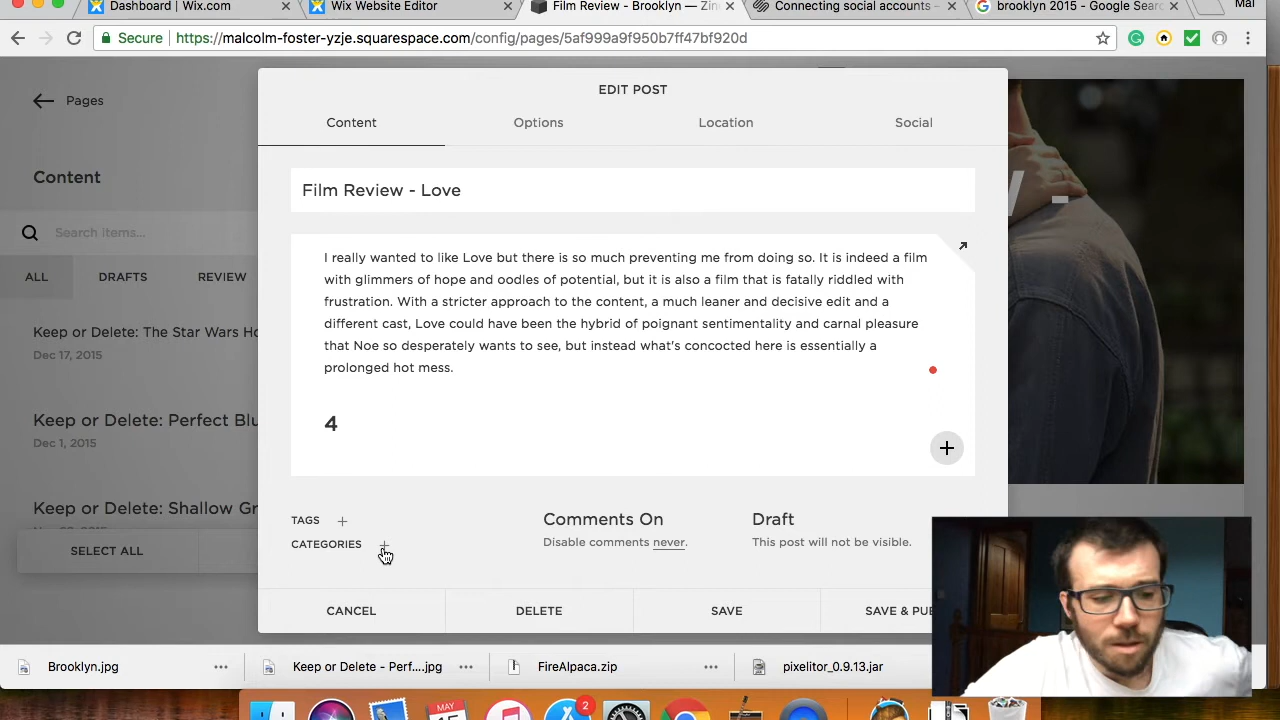 Dashboard | Wix.com
Wix Website Editor
Film Review - Brooklyn — Zin
Connecting social accounts –
brooklyn 2015 - Google Sear
Mal
Secure
https://malcolm-foster-yzje.squarespace.com/config/pages/5af999a9f950b7ff47bf920d
Pages
Content
Search items...
ALL
DRAFTS
REVIEW
Keep or Delete: The Star Wars Ho
Dec 17, 2015
Keep or Delete: Perfect Blu
Dec 1, 2015
Keep or Delete: Shallow Gr
SELECT ALL
EDIT POST
Content
Options
Location
Social
Film Review - Love
I really wanted to like Love but there is so much preventing me from doing so. It is indeed a film
with glimmers of hope and oodles of potential, but it is also a film that is fatally riddled with
frustration. With a stricter approach to the content, a much leaner and decisive edit and a
different cast, Love could have been the hybrid of poignant sentimentality and carnal pleasure
that Noe so desperately wants to see, but instead what's concocted here is essentially a
prolonged hot mess.
4
TAGS +
CATEGORIES +
Comments On
Disable comments never.
Draft
This post will not be visible.
CANCEL
DELETE
SAVE
SAVE & PU
W -
Brooklyn.jpg
Keep or Delete - Perf....jpg
FireAlpaca.zip
pixelitor_0.9.13.jar
MAY
2